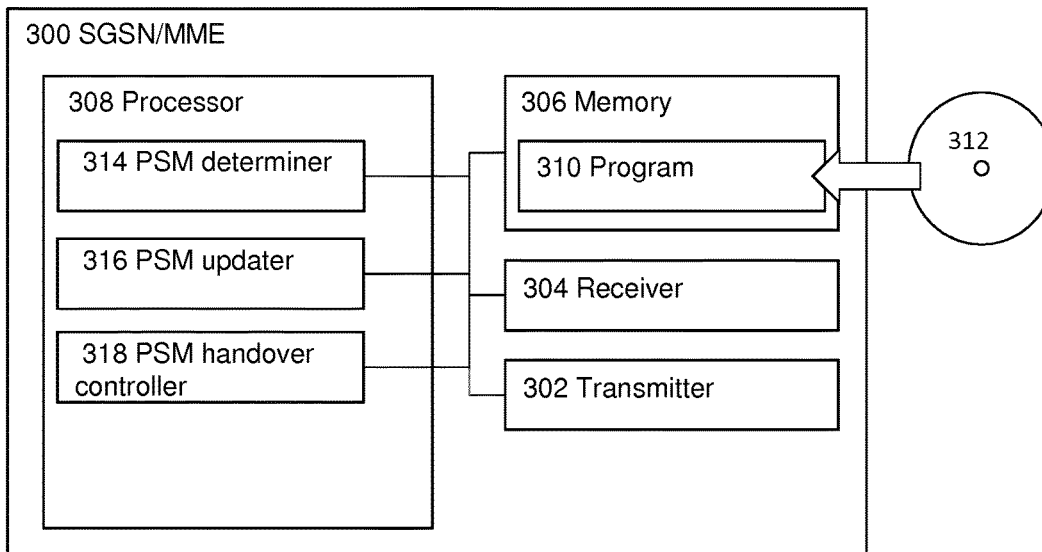 300 SGSN/MME
308 Processor
314 PSM determiner
316 PSM updater
318 PSM handover
controller
306 Memory
310 Program
304 Receiver
302 Transmitter
312